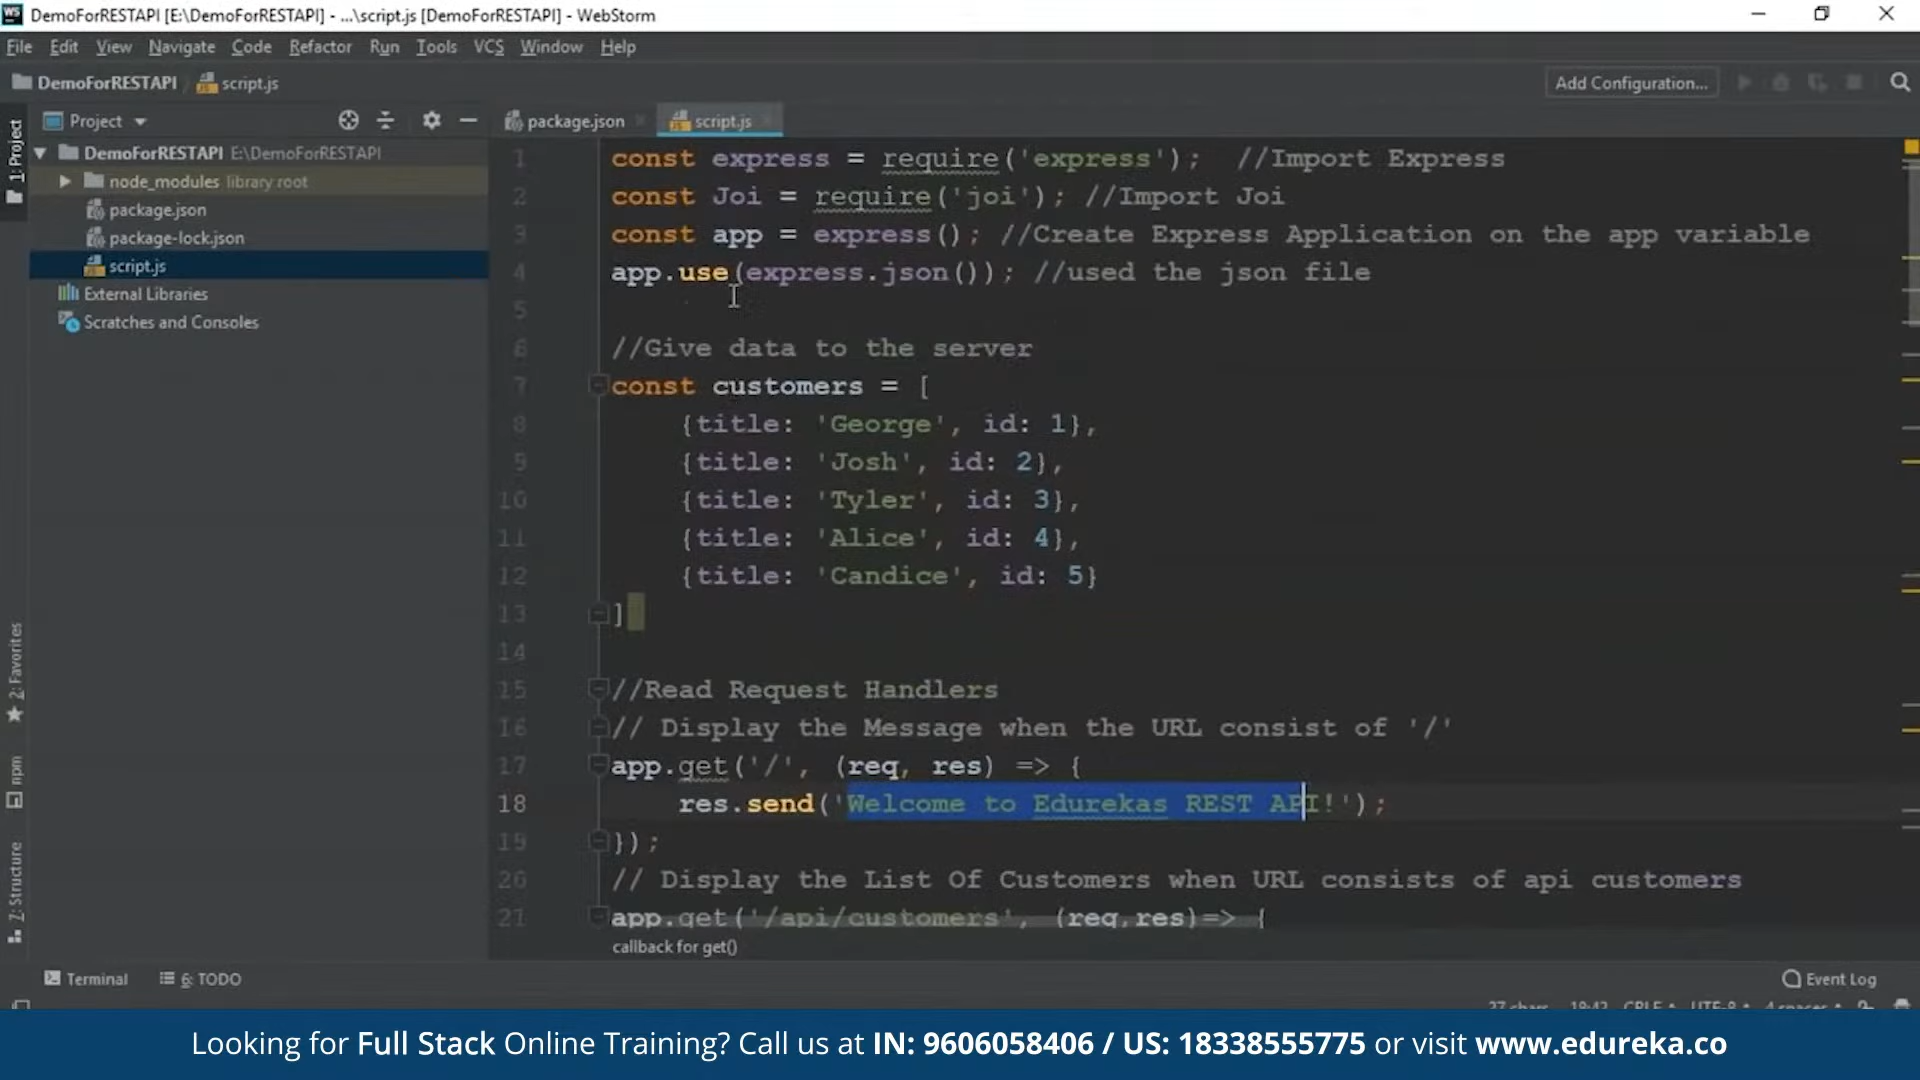 WS DemoForRESTAPI [E:\DemoForRESTAPI] - ...\script.js [DemoForRESTAPI] - WebStorm
File Edit View Navigate Code Refactor Run Tools VCS Window Help
DemoForRESTAPI script.js Add Configuration...
Project package.json script.js
1: Project
DemoForRESTAPI E:\DemoForRESTAPI
node_modules library root
package.json
package-lock.json
script.js
External Libraries
Scratches and Consoles
2: Favorites
npm
7: Structure
1 const express = require('express'); //Import Express
2 const Joi = require('joi'); //Import Joi
3 const app = express(); //Create Express Application on the app variable
4 app.use(express.json()); //used the json file
5
6 //Give data to the server
7 const customers = [
8 {title: 'George', id: 1},
9 {title: 'Josh', id: 2},
10 {title: 'Tyler', id: 3},
11 {title: 'Alice', id: 4},
12 {title: 'Candice', id: 5}
13 ]
14
15 //Read Request Handlers
16 // Display the Message when the URL consist of '/'
17 app.get('/', (req, res) => {
18 res.send('Welcome to Edurekas REST API!');
19 });
20 // Display the List Of Customers when URL consists of api customers
21 app.get('/api/customers', (req,res)=> {
callback for get()
Terminal 6: TODO Event Log
Looking for Full Stack Online Training? Call us at IN: 9606058406 / US: 18338555775 or visit www.edureka.co